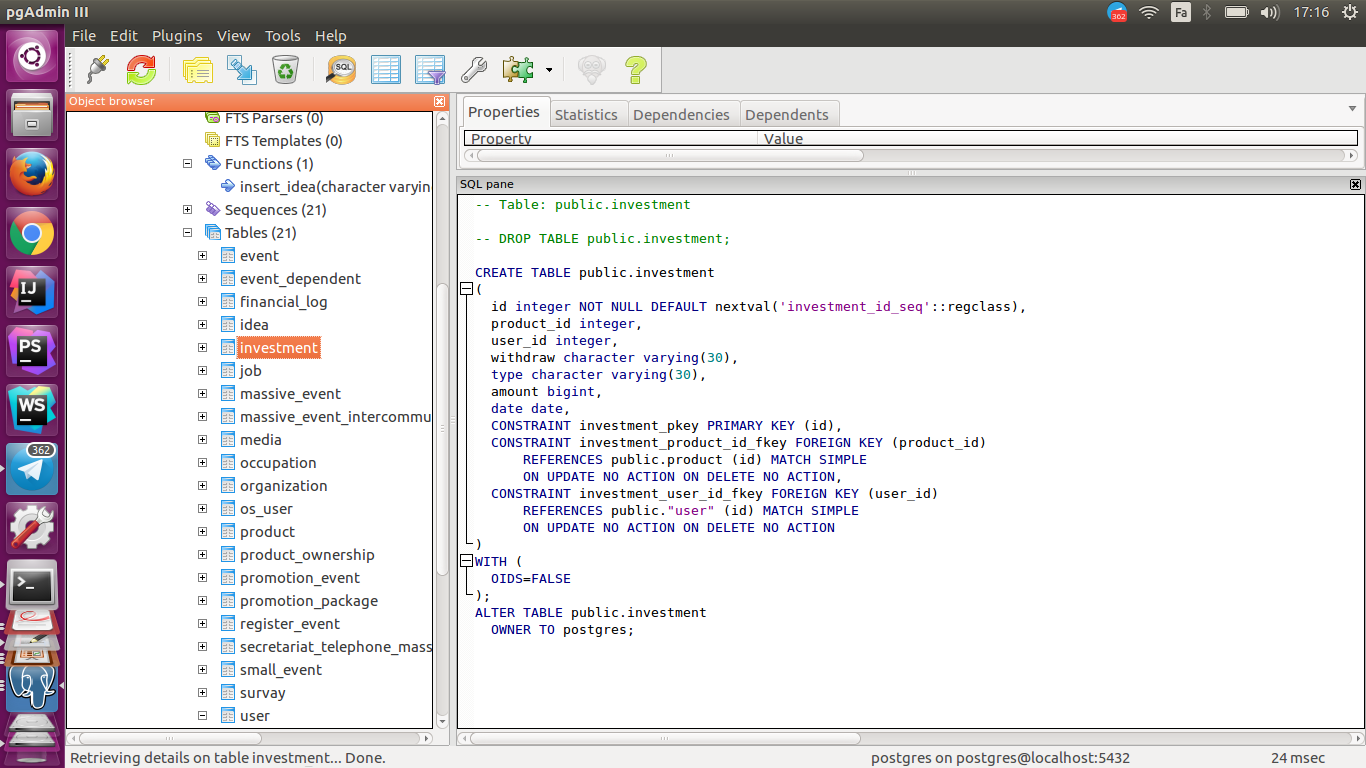 pgAdmin III
362
Fa
17:16
File Edit Plugins View Tools Help
SQL
Object browser
FTS Parsers (0)
FTS Templates (0)
Functions (1)
insert_idea(character varyin
Sequences (21)
Tables (21)
event
event_dependent
financial_log
idea
investment
job
massive_event
massive_event_intercommu
media
occupation
organization
os_user
product
product_ownership
promotion_event
promotion_package
register_event
secretariat_telephone_mass
small_event
survay
user
IJ
PS
WS
362
>_
Properties Statistics Dependencies Dependents
Property Value
SQL pane
-- Table: public.investment
-- DROP TABLE public.investment;
CREATE TABLE public.investment
(
id integer NOT NULL DEFAULT nextval('investment_id_seq'::regclass),
product_id integer,
user_id integer,
withdraw character varying(30),
type character varying(30),
amount bigint,
date date,
CONSTRAINT investment_pkey PRIMARY KEY (id),
CONSTRAINT investment_product_id_fkey FOREIGN KEY (product_id)
REFERENCES public.product (id) MATCH SIMPLE
ON UPDATE NO ACTION ON DELETE NO ACTION,
CONSTRAINT investment_user_id_fkey FOREIGN KEY (user_id)
REFERENCES public."user" (id) MATCH SIMPLE
ON UPDATE NO ACTION ON DELETE NO ACTION
)
WITH (
OIDS=FALSE
);
ALTER TABLE public.investment
OWNER TO postgres;
Retrieving details on table investment... Done.
postgres on postgres@localhost:5432
24 msec